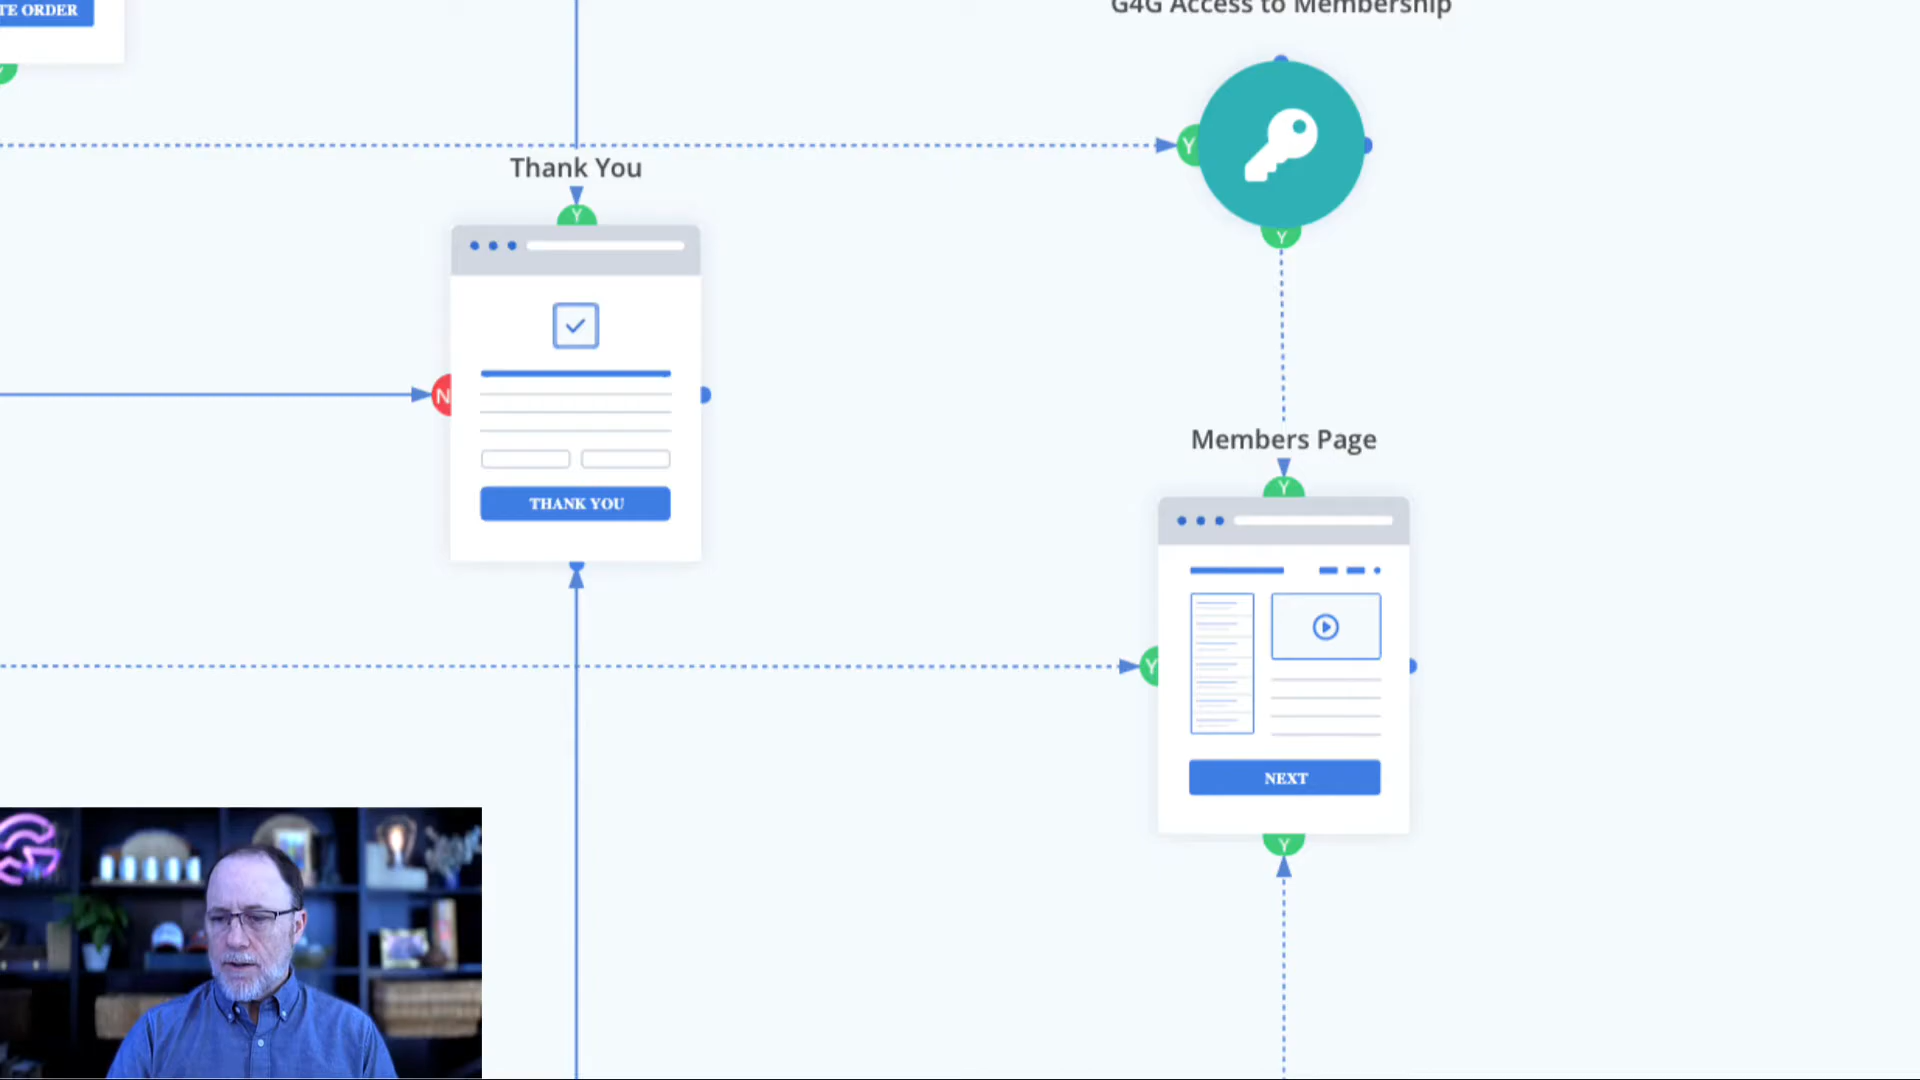 TE ORDER
G4G Access to Membership
Y
Y
Thank You
Y
Y
N
THANK YOU
Members Page
Y
Y
NEXT
Y